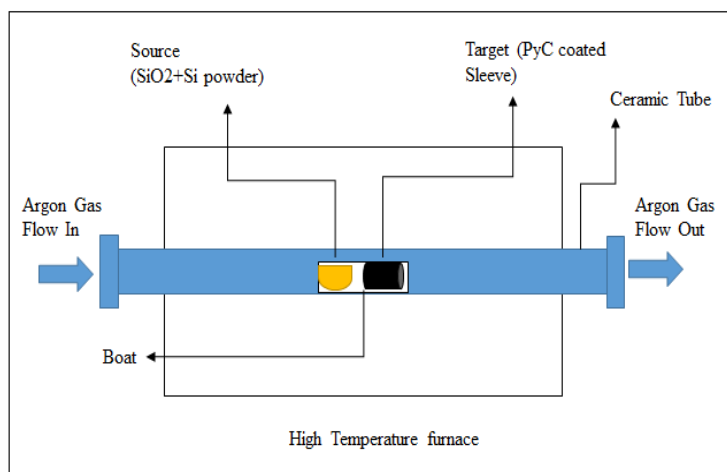 Source
(SiO2+Si powder)
Target (PyC coated
Sleeve)
Ceramic Tube
Argon Gas
Flow In
Argon Gas
Flow Out
Boat
High Temperature furnace